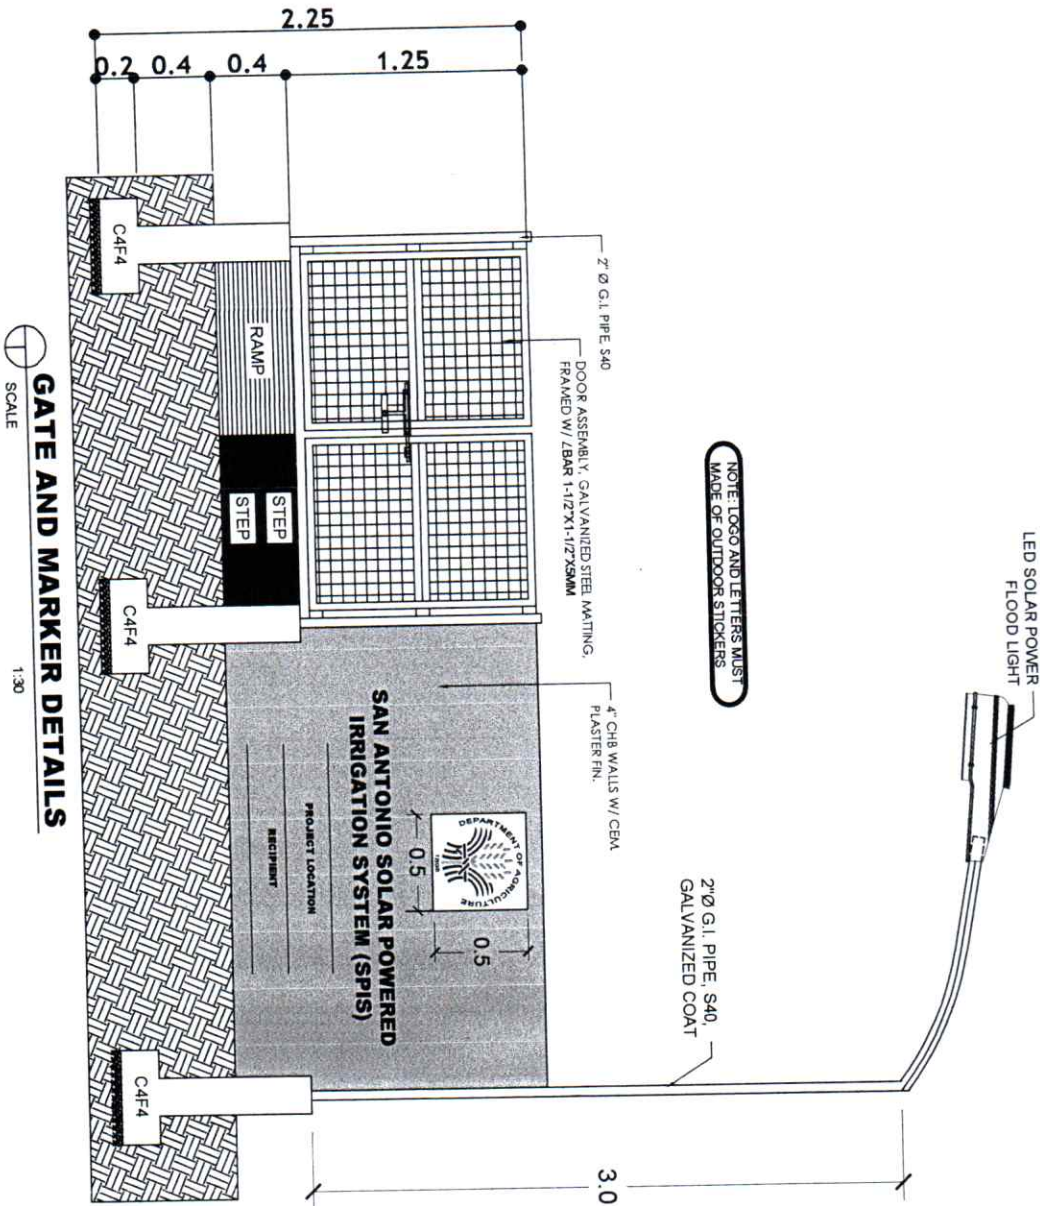 2.25
0.2
0.4
0.4
1.25
LED SOLAR POWER
FLOOD LIGHT
NOTE: LOGO AND LETTERS MUST
MADE OF OUTDOOR STICKERS
2" Ø G.I. PIPE, S40
DOOR ASSEMBLY, GALVANIZED STEEL MATTING,
FRAMED W/ ∠BAR 1-1/2"X1-1/2"X5MM
4" CHB WALLS W/ CEM.
PLASTER FIN.
2"Ø G.I. PIPE, S40,
GALVANIZED COAT
3.0
DEPARTMENT OF AGRICULTURE
0.5
0.5
SAN ANTONIO SOLAR POWERED
IRRIGATION SYSTEM (SPIS)
PROJECT LOCATION
RECIPIENT
RAMP
STEP
STEP
C4F4
C4F4
C4F4
GATE AND MARKER DETAILS
SCALE 1:30